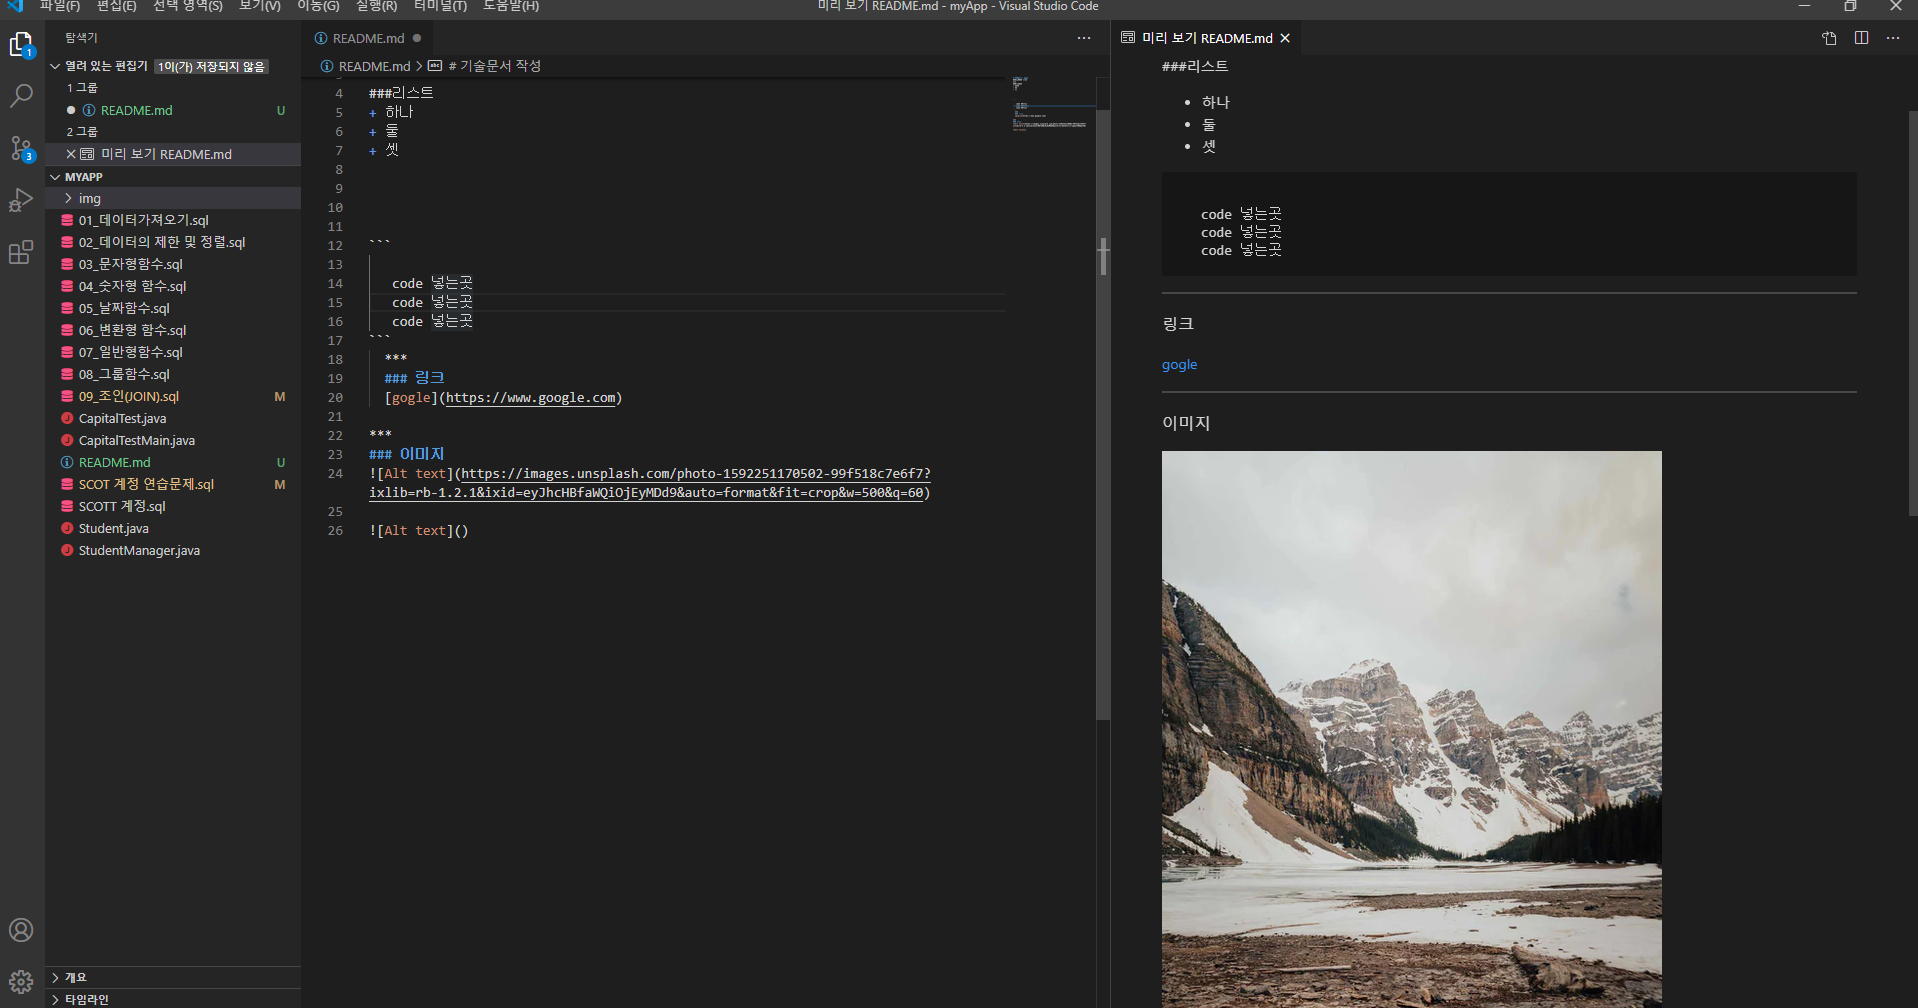 파일(F) 편집(E) 선택 영역(S) 보기(V) 이동(G) 실행(R) 터미널(T) 도움말(H) 미리 보기 README.md - myApp - Visual Studio Code
탐색기
열려 있는 편집기 1이(가) 저장되지 않음
1 그룹
README.md U
2 그룹
미리 보기 README.md
MYAPP
img
01_데이터가져오기.sql
02_데이터의 제한 및 정렬.sql
03_문자형함수.sql
04_숫자형 함수.sql
05_날짜함수.sql
06_변환형 함수.sql
07_일반형함수.sql
08_그룹함수.sql
09_조인(JOIN).sql M
CapitalTest.java
CapitalTestMain.java
README.md U
SCOT 계정 연습문제.sql M
SCOTT 계정.sql
Student.java
StudentManager.java
개요
타임라인
1
3
README.md
README.md > # 기술문서 작성
4 ###리스트
5 + 하나
6 + 둘
7 + 셋
8
9
10
11
12 ```
13
14 code 넣는곳
15 code 넣는곳
16 code 넣는곳
17 ```
18 ***
19 ### 링크
20 [gogle](https://www.google.com)
21
22 ***
23 ### 이미지
24 ![Alt text](https://images.unsplash.com/photo-1592251170502-99f518c7e6f7?
ixlib=rb-1.2.1&ixid=eyJhcHBfaWQiOjEyMDd9&auto=format&fit=crop&w=500&q=60)
25
26 ![Alt text]()
미리 보기 README.md
###리스트
• 하나
• 둘
• 셋
code 넣는곳
code 넣는곳
code 넣는곳
링크
gogle
이미지